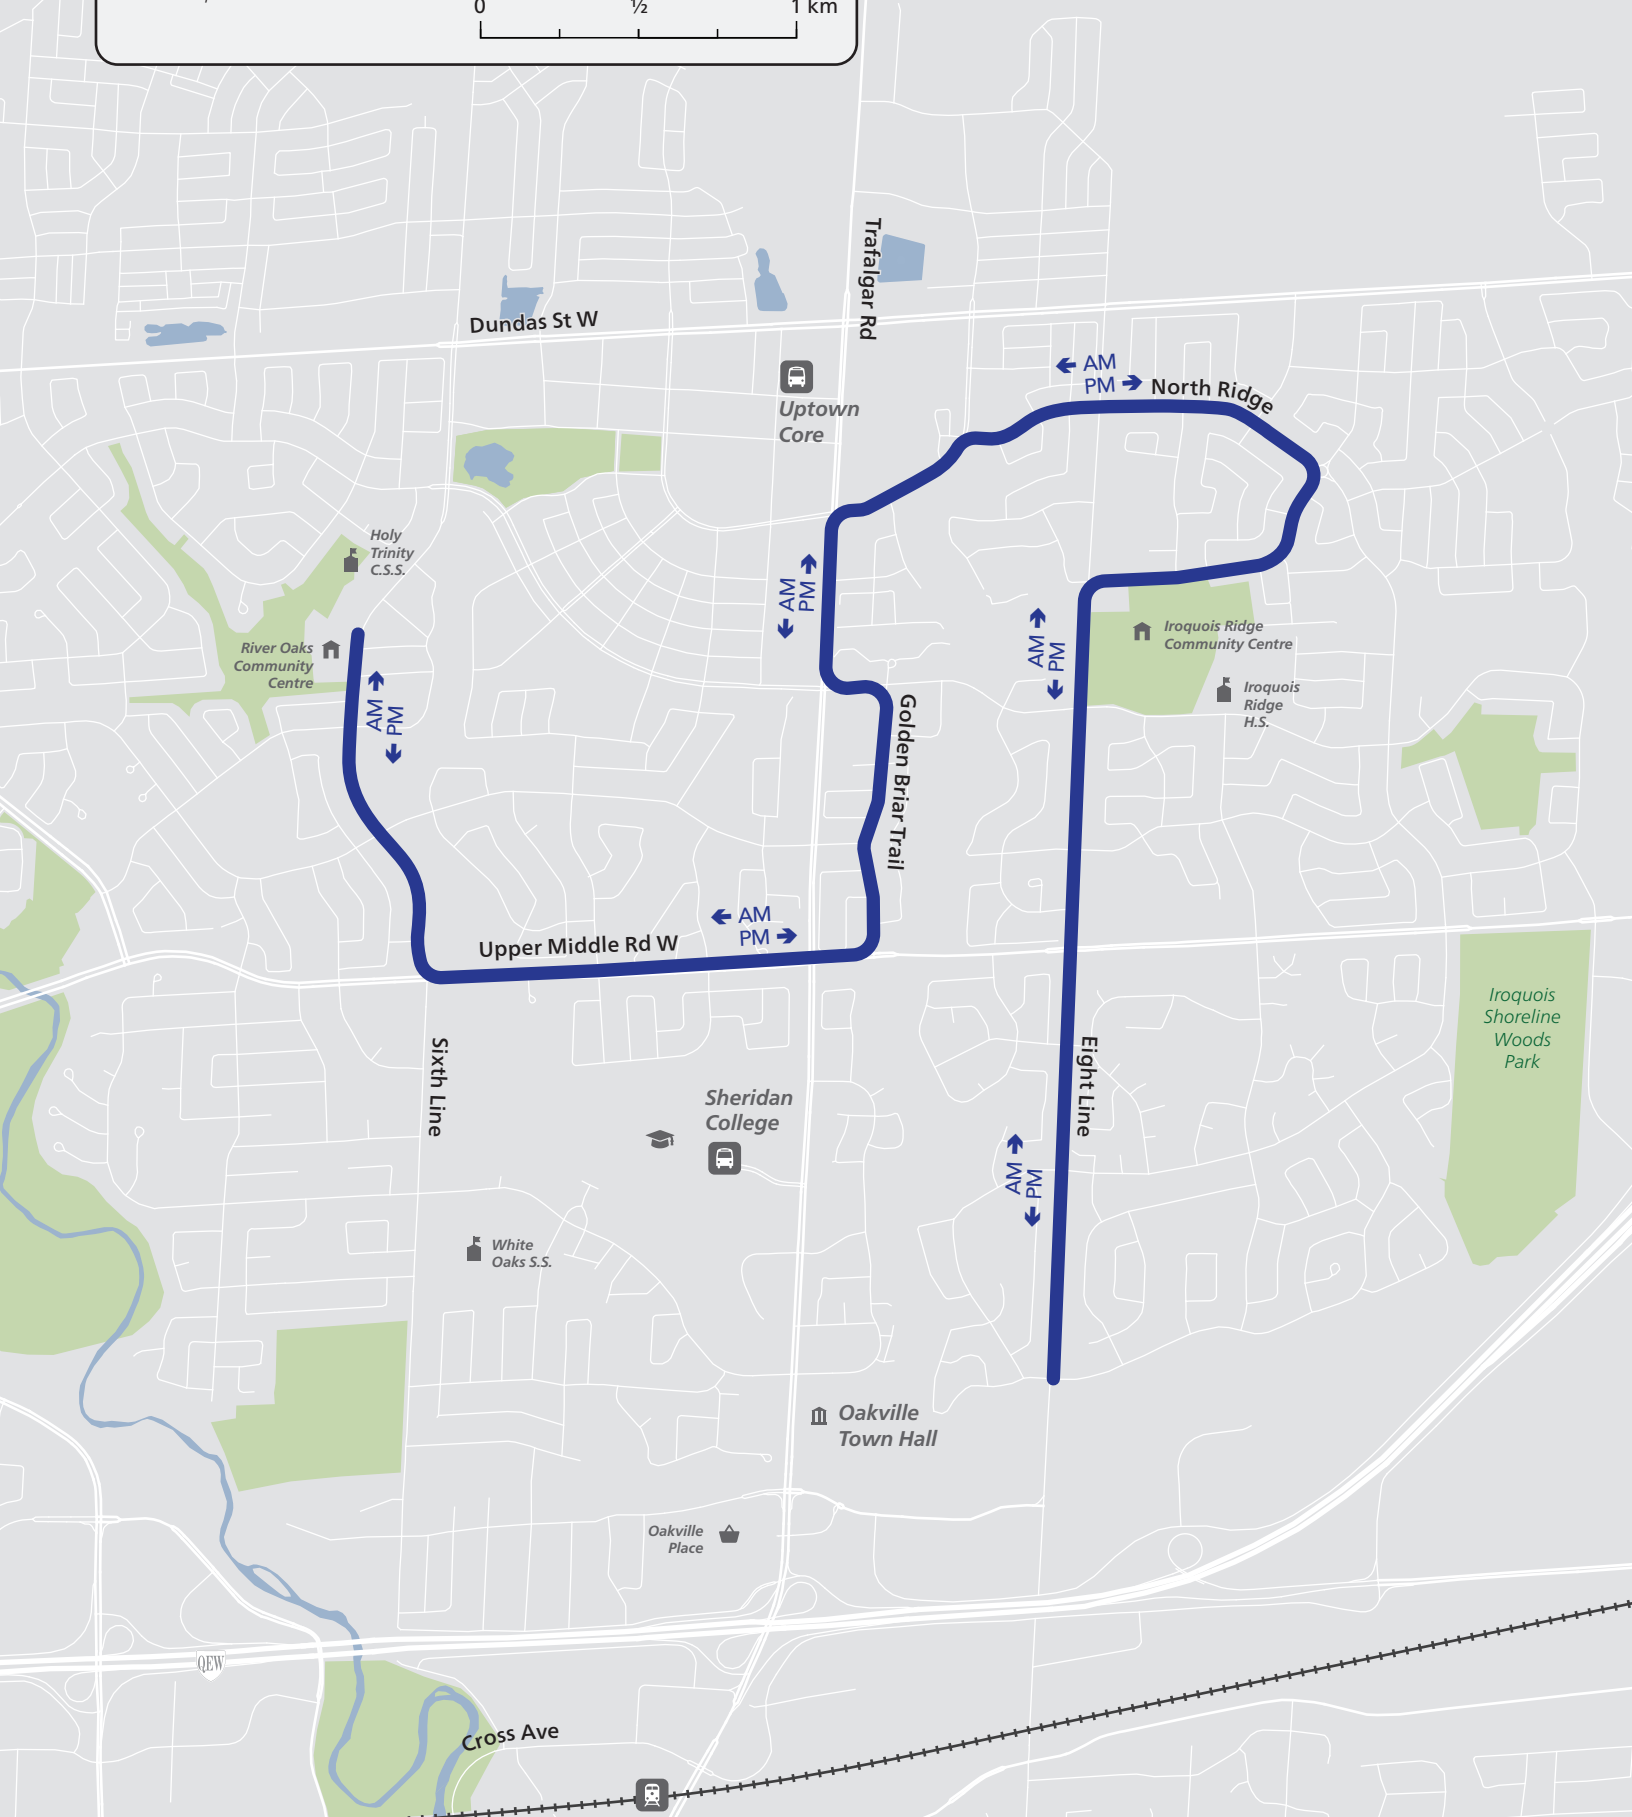 0 ½ 1 km
Trafalgar Rd
Dundas St W
AM
PM
North Ridge
Uptown
Core
Holy
Trinity
C.S.S.
AM
PM
AM
PM
Iroquois Ridge
Community Centre
River Oaks
Community
Centre
Iroquois
Ridge
H.S.
AM
PM
Golden Briar Trail
AM
PM
Upper Middle Rd W
Iroquois
Shoreline
Woods
Park
Sixth Line
Eight Line
Sheridan
College
AM
PM
White
Oaks S.S.
Oakville
Town Hall
Oakville
Place
QEW
Cross Ave